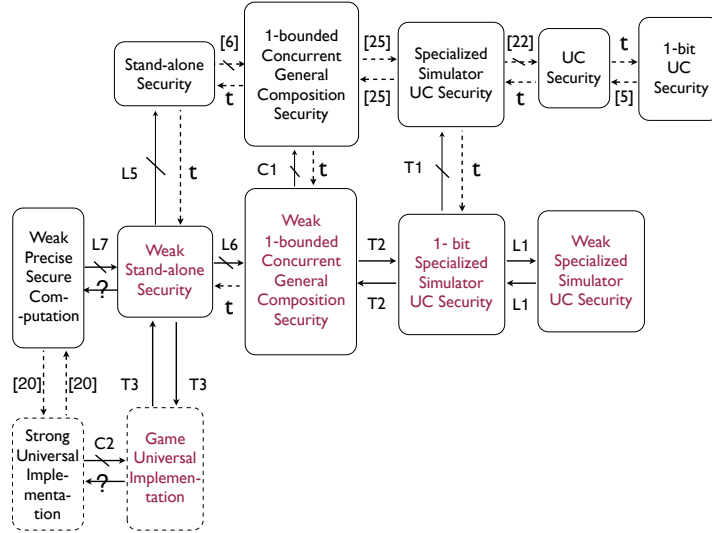 Stand-alone
Security
[6]
t
1-bounded
Concurrent
General
Composition
Security
[25]
[25]
Specialized
Simulator
UC Security
[22]
t
UC
Security
t
[5]
1-bit
UC
Security
L5
t
C1
t
T1
t
Weak
Precise
Secure
Com-
-putation
L7
?
Weak
Stand-alone
Security
L6
t
Weak
1-bounded
Concurrent
General
Composition
Security
T2
T2
1- bit
Specialized
Simulator
UC Security
L1
L1
Weak
Specialized
Simulator
UC Security
[20]
[20]
T3
T3
Strong
Universal
Imple-
menta-
tion
C2
?
Game
Universal
Implemen-
tation